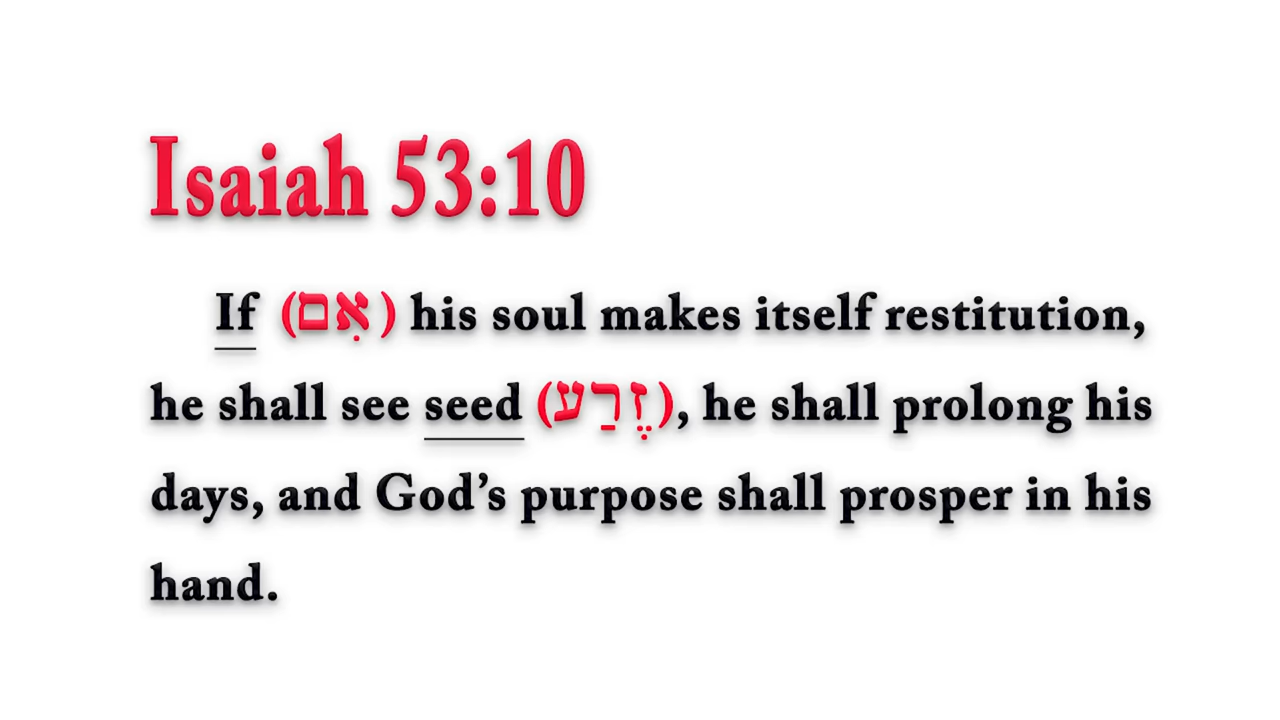 Isaiah 53:10
If (אִם) his soul makes itself restitution,
he shall see seed (זֶרַע), he shall prolong his
days, and God’s purpose shall prosper in his
hand.